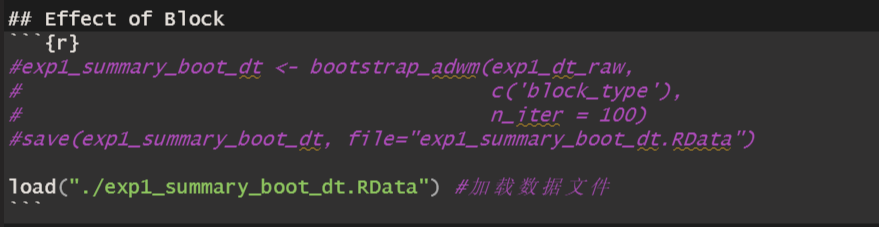 ## Effect of Block
```{r}
#exp1_summary_boot_dt <- bootstrap_adwm(exp1_dt_raw,
#                                       c('block_type'),
#                                       n_iter = 100)
#save(exp1_summary_boot_dt, file="exp1_summary_boot_dt.RData")
load("./exp1_summary_boot_dt.RData") #加载数据文件
```